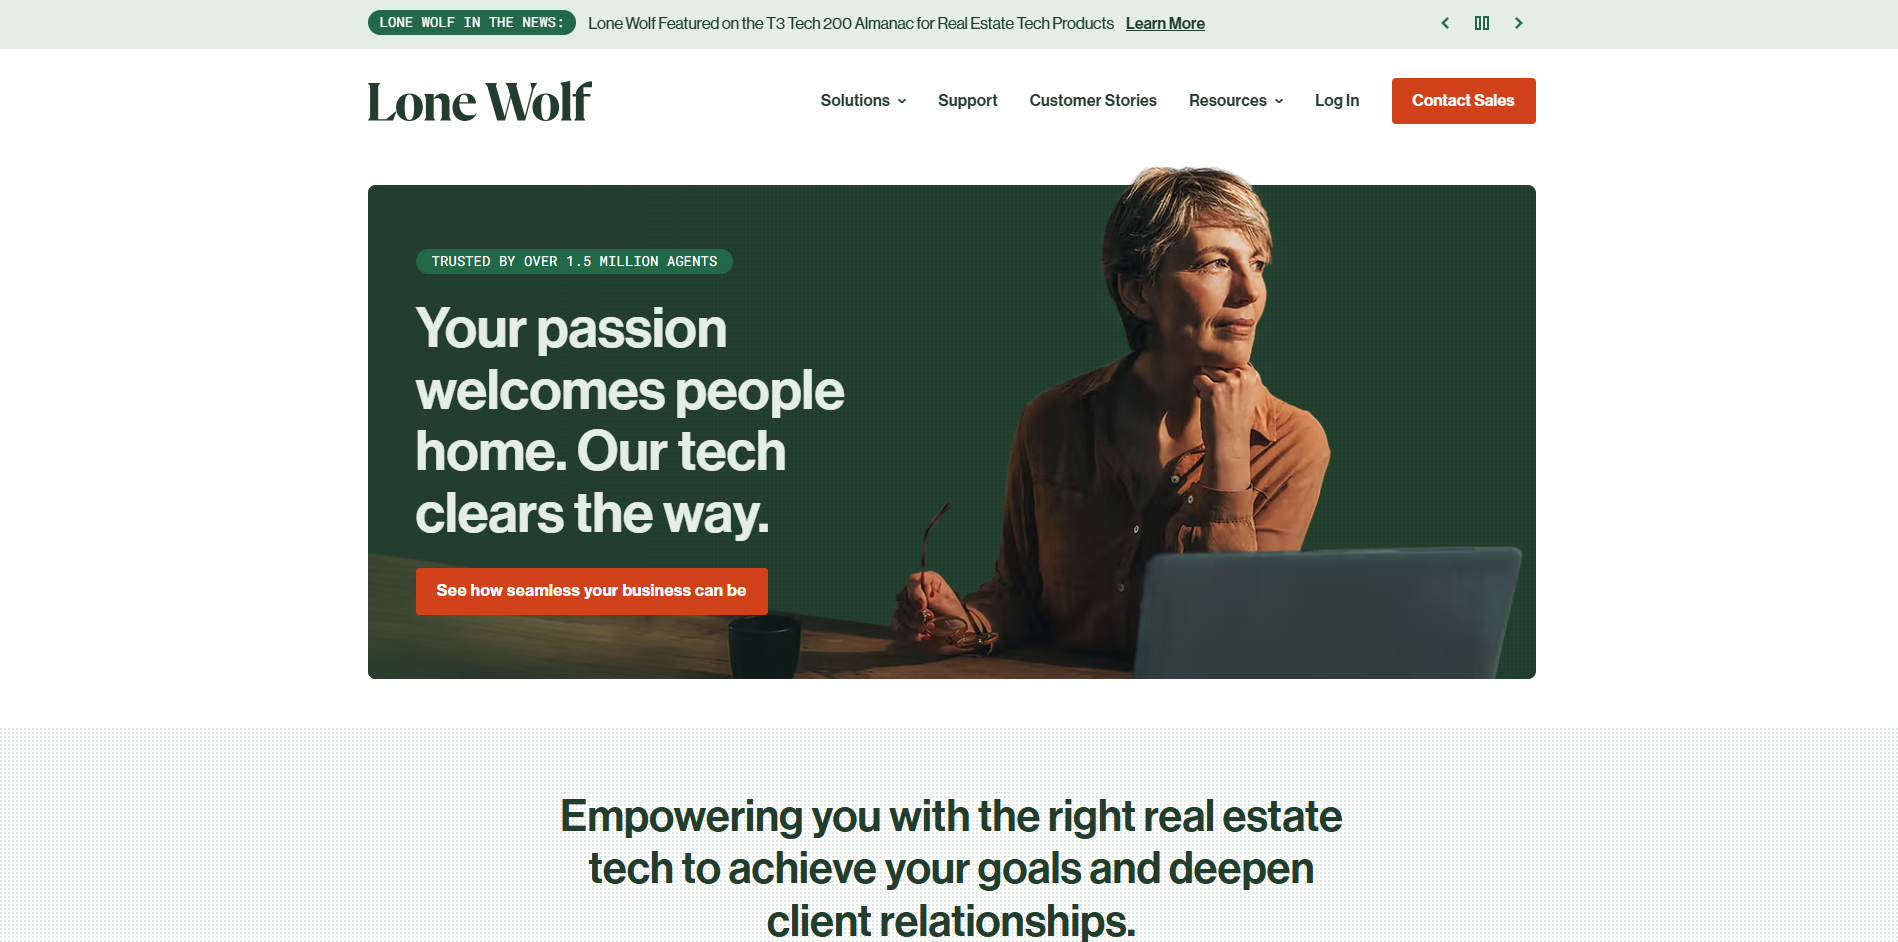 LONE WOLF IN THE NEWS: Lone Wolf Featured on the T3 Tech 200 Almanac for Real Estate Tech Products Learn More
Lone Wolf Solutions Support Customer Stories Resources Log In Contact Sales
TRUSTED BY OVER 1.5 MILLION AGENTS
Your passion
welcomes people
home. Our tech
clears the way.
See how seamless your business can be
Empowering you with the right real estate
tech to achieve your goals and deepen
client relationships.